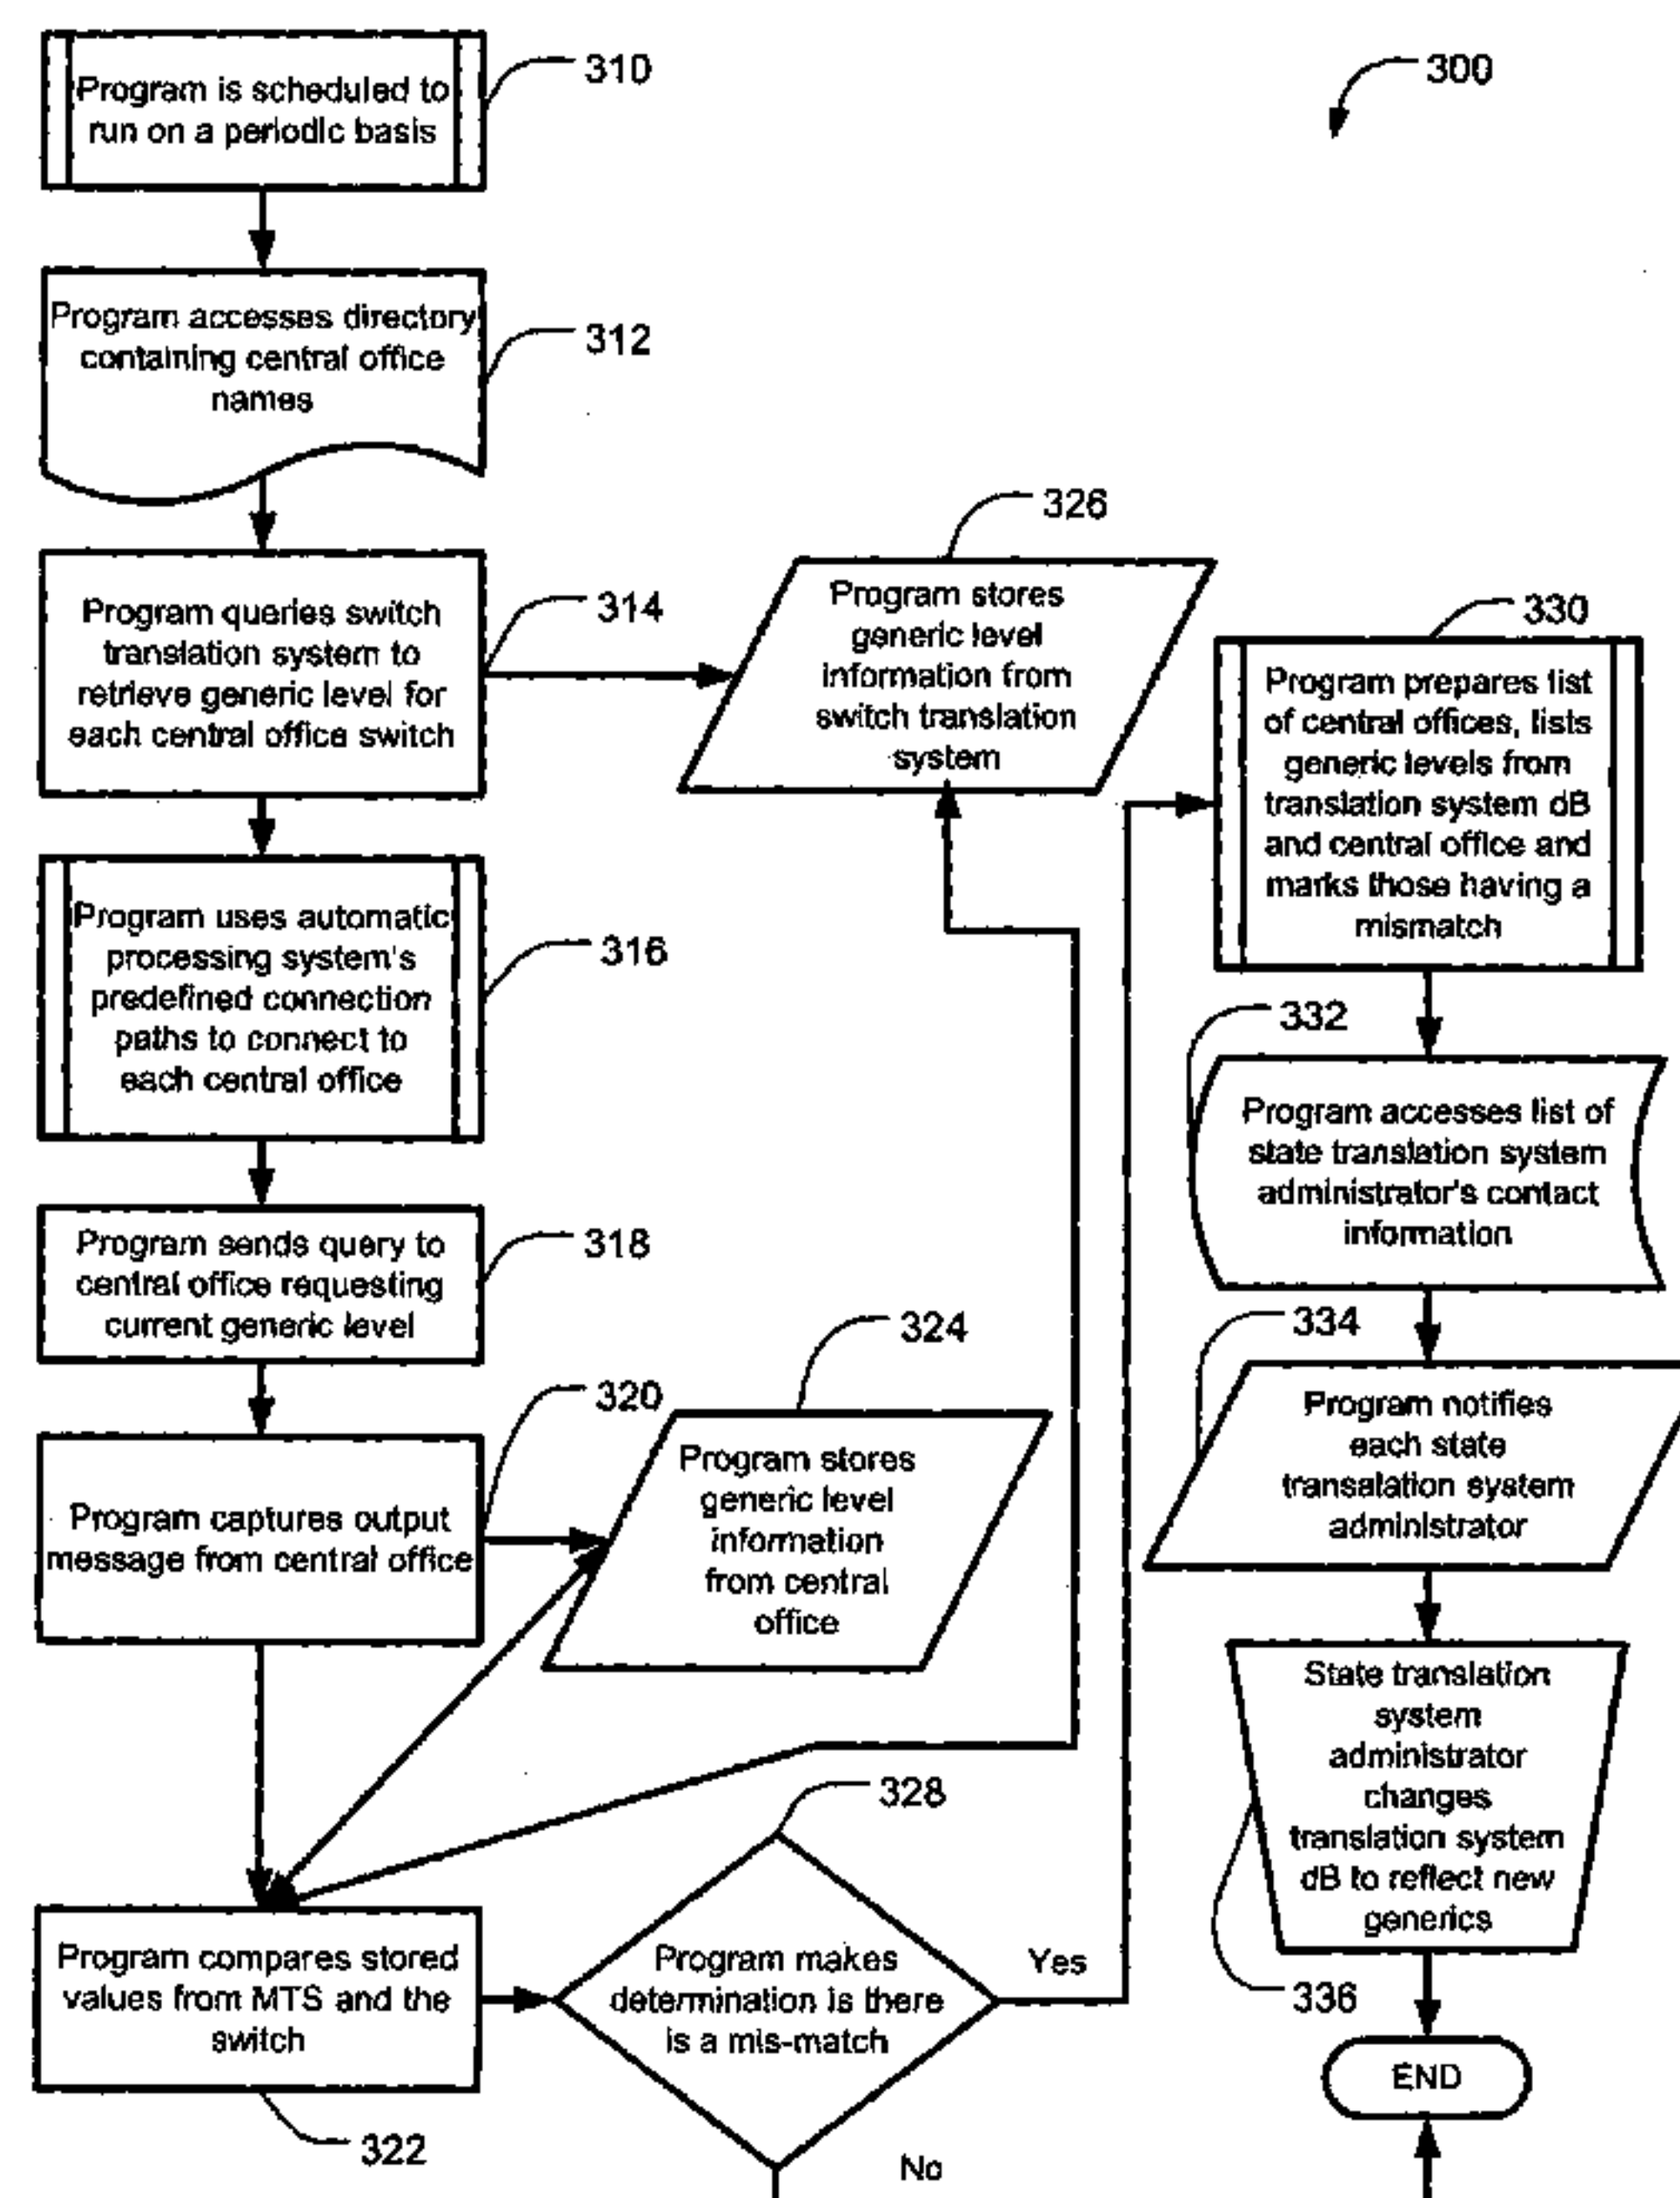 Program is scheduled to
run on a periodic basis
310
300
Program accesses directory
containing central office
names
312
Program queries switch
translation system to
retrieve generic level for
each central office switch
314
Program stores
generic level
information from
switch translation
system
326
Program uses automatic
processing system's
predefined connection
paths to connect to
each central office
316
Program sends query to
central office requesting
current generic level
318
Program captures output
message from central office
320
Program stores
generic level
information
from central
office
324
Program compares stored
values from MTS and the
switch
322
Program makes
determination is there
is a mis-match
328
Yes
No
Program prepares list
of central offices, lists
generic levels from
translation system dB
and central office and
marks those having a
mismatch
330
Program accesses list of
state translation system
administrator's contact
information
332
Program notifies
each state
transalation system
administrator
334
State translation
system
administrator
changes
translation system
dB to reflect new
generics
336
END